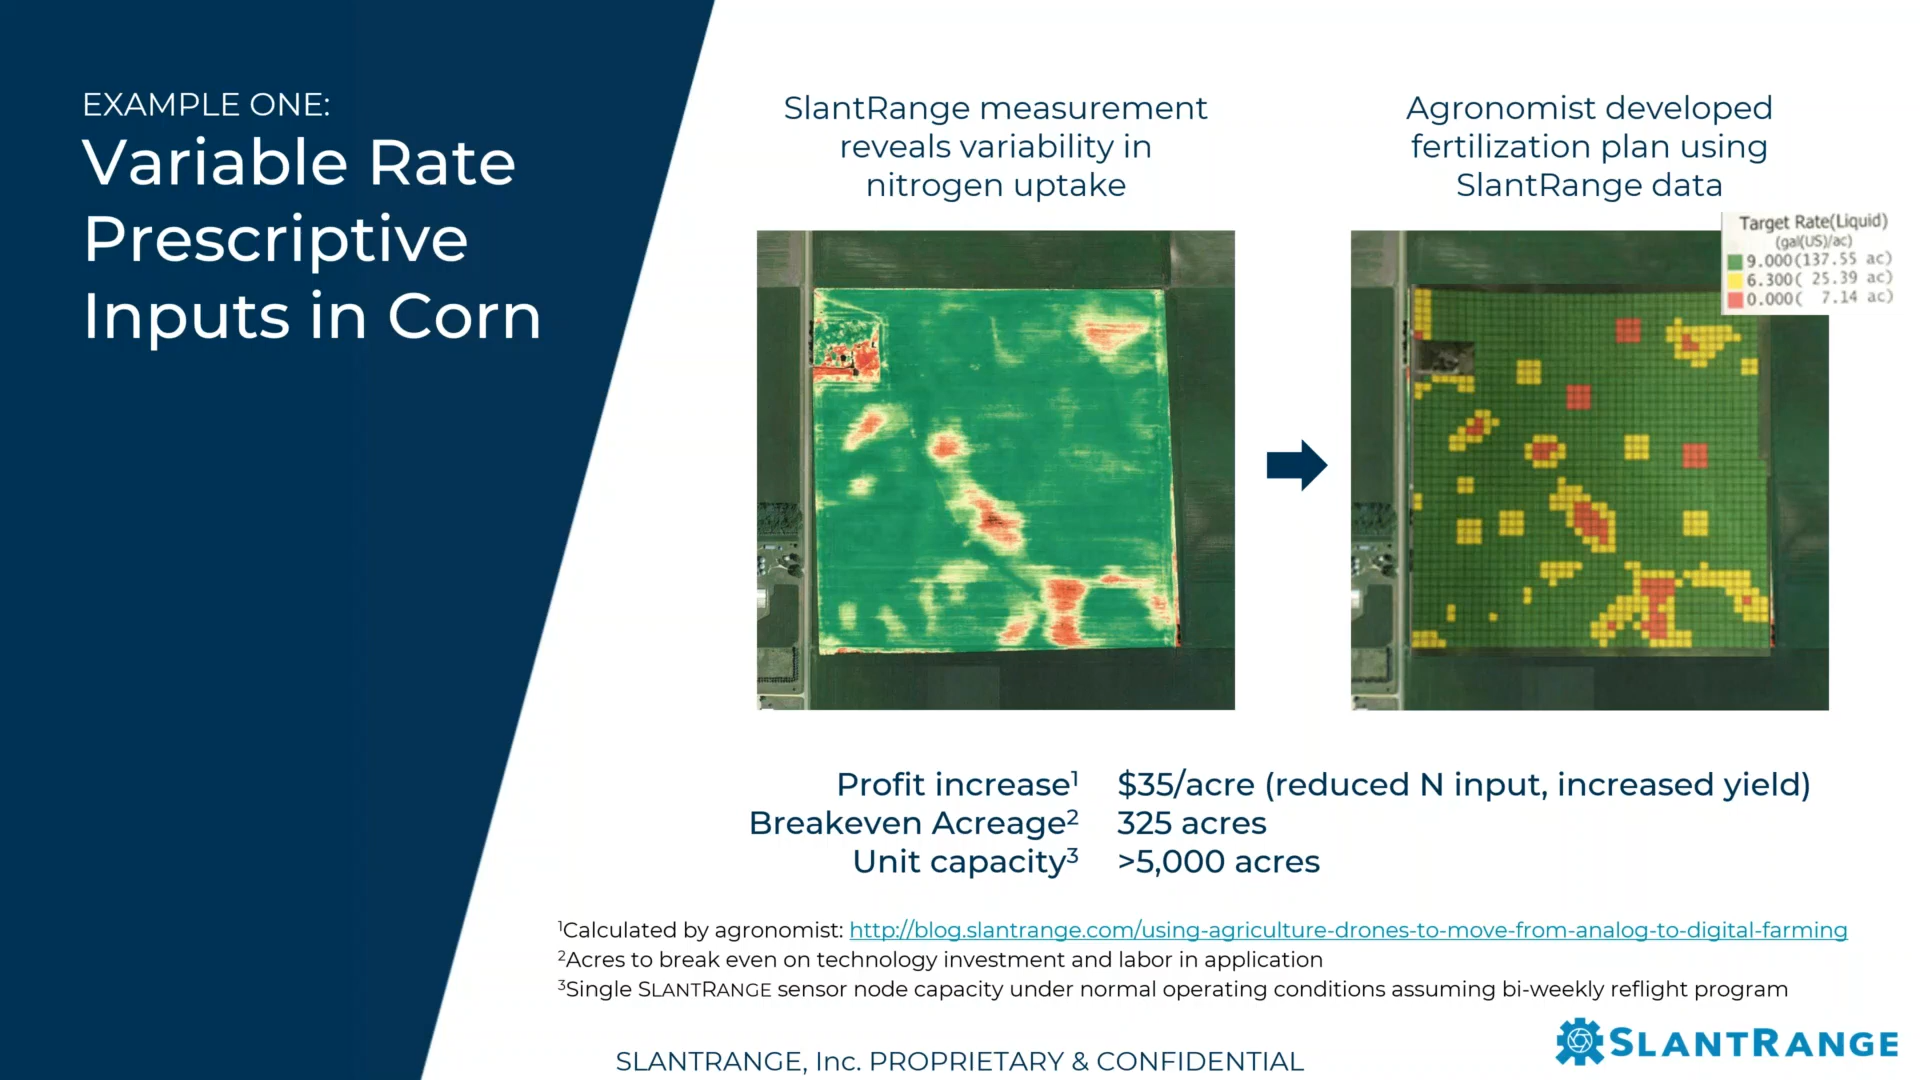 EXAMPLE ONE:
Variable Rate
Prescriptive
Inputs in Corn
SlantRange measurement
reveals variability in
nitrogen uptake
Agronomist developed
fertilization plan using
SlantRange data
Target Rate(Liquid)
(gal(US)/ac)
9.000(137.55 ac)
6.300( 25.39 ac)
0.000( 7.14 ac)
Profit increase¹ $35/acre (reduced N input, increased yield)
Breakeven Acreage² 325 acres
Unit capacity³ >5,000 acres
¹Calculated by agronomist: http://blog.slantrange.com/using-agriculture-drones-to-move-from-analog-to-digital-farming
²Acres to break even on technology investment and labor in application
³Single SLANTRANGE sensor node capacity under normal operating conditions assuming bi-weekly reflight program
SLANTRANGE, Inc. PROPRIETARY & CONFIDENTIAL
SLANTRANGE